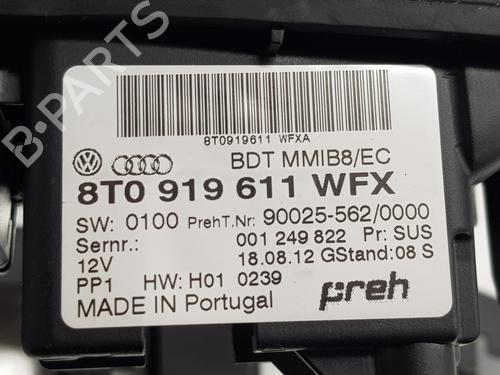 8T0919611 WFXA
BDT MMIB8/EC
8T0 919 611 WFX
SW: 0100 PrehT.Nr: 90025-562/0000
Sernr.: 001 249 822 Pr: SUS
12V 18.08.12 GStand: 08 S
PP1 HW: H01 0239
MADE IN Portugal preh
B-PARTS